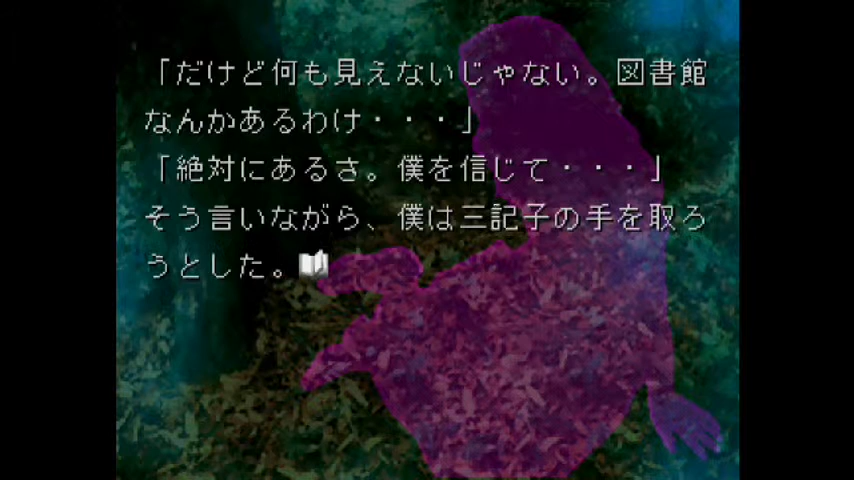 「だけど何も見えないじゃない。図書館
なんかあるわけ・・・」
「絶対にあるさ。僕を信じて・・・」
そう言いながら、僕は三記子の手を取ろ
うとした。